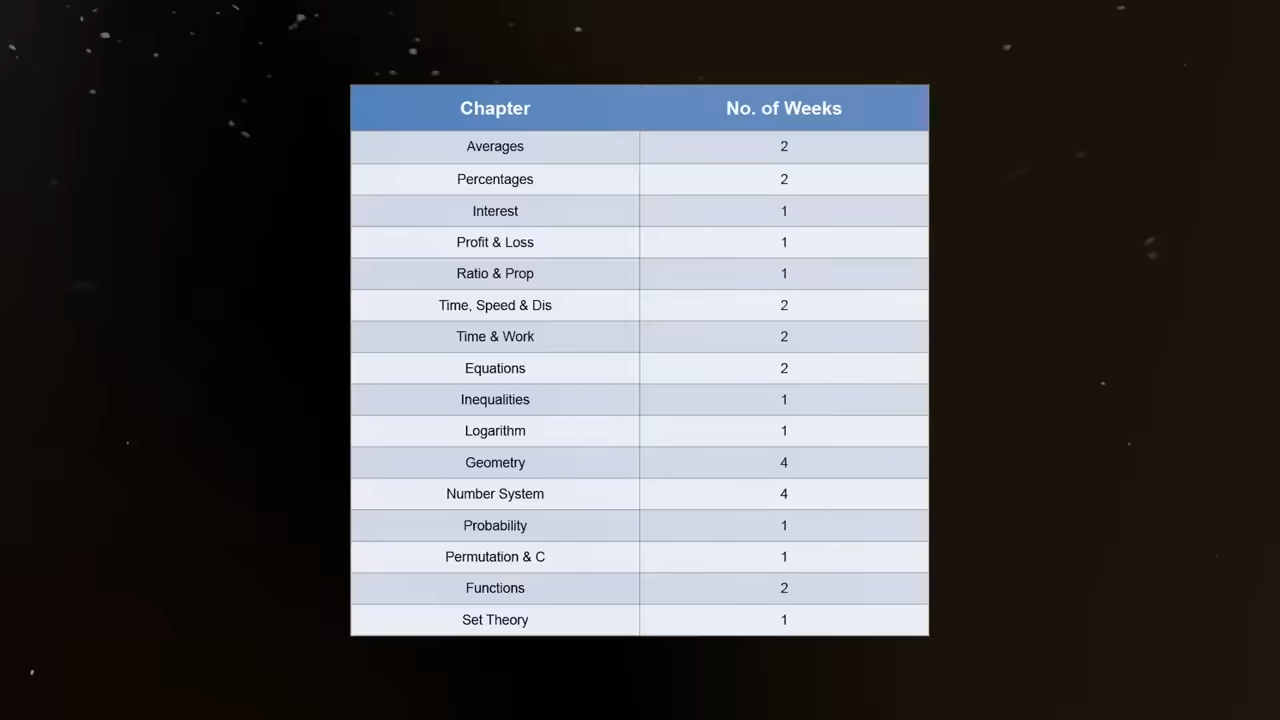 Chapter No. of Weeks
Averages 2
Percentages 2
Interest 1
Profit & Loss 1
Ratio & Prop 1
Time, Speed & Dis 2
Time & Work 2
Equations 2
Inequalities 1
Logarithm 1
Geometry 4
Number System 4
Probability 1
Permutation & C 1
Functions 2
Set Theory 1